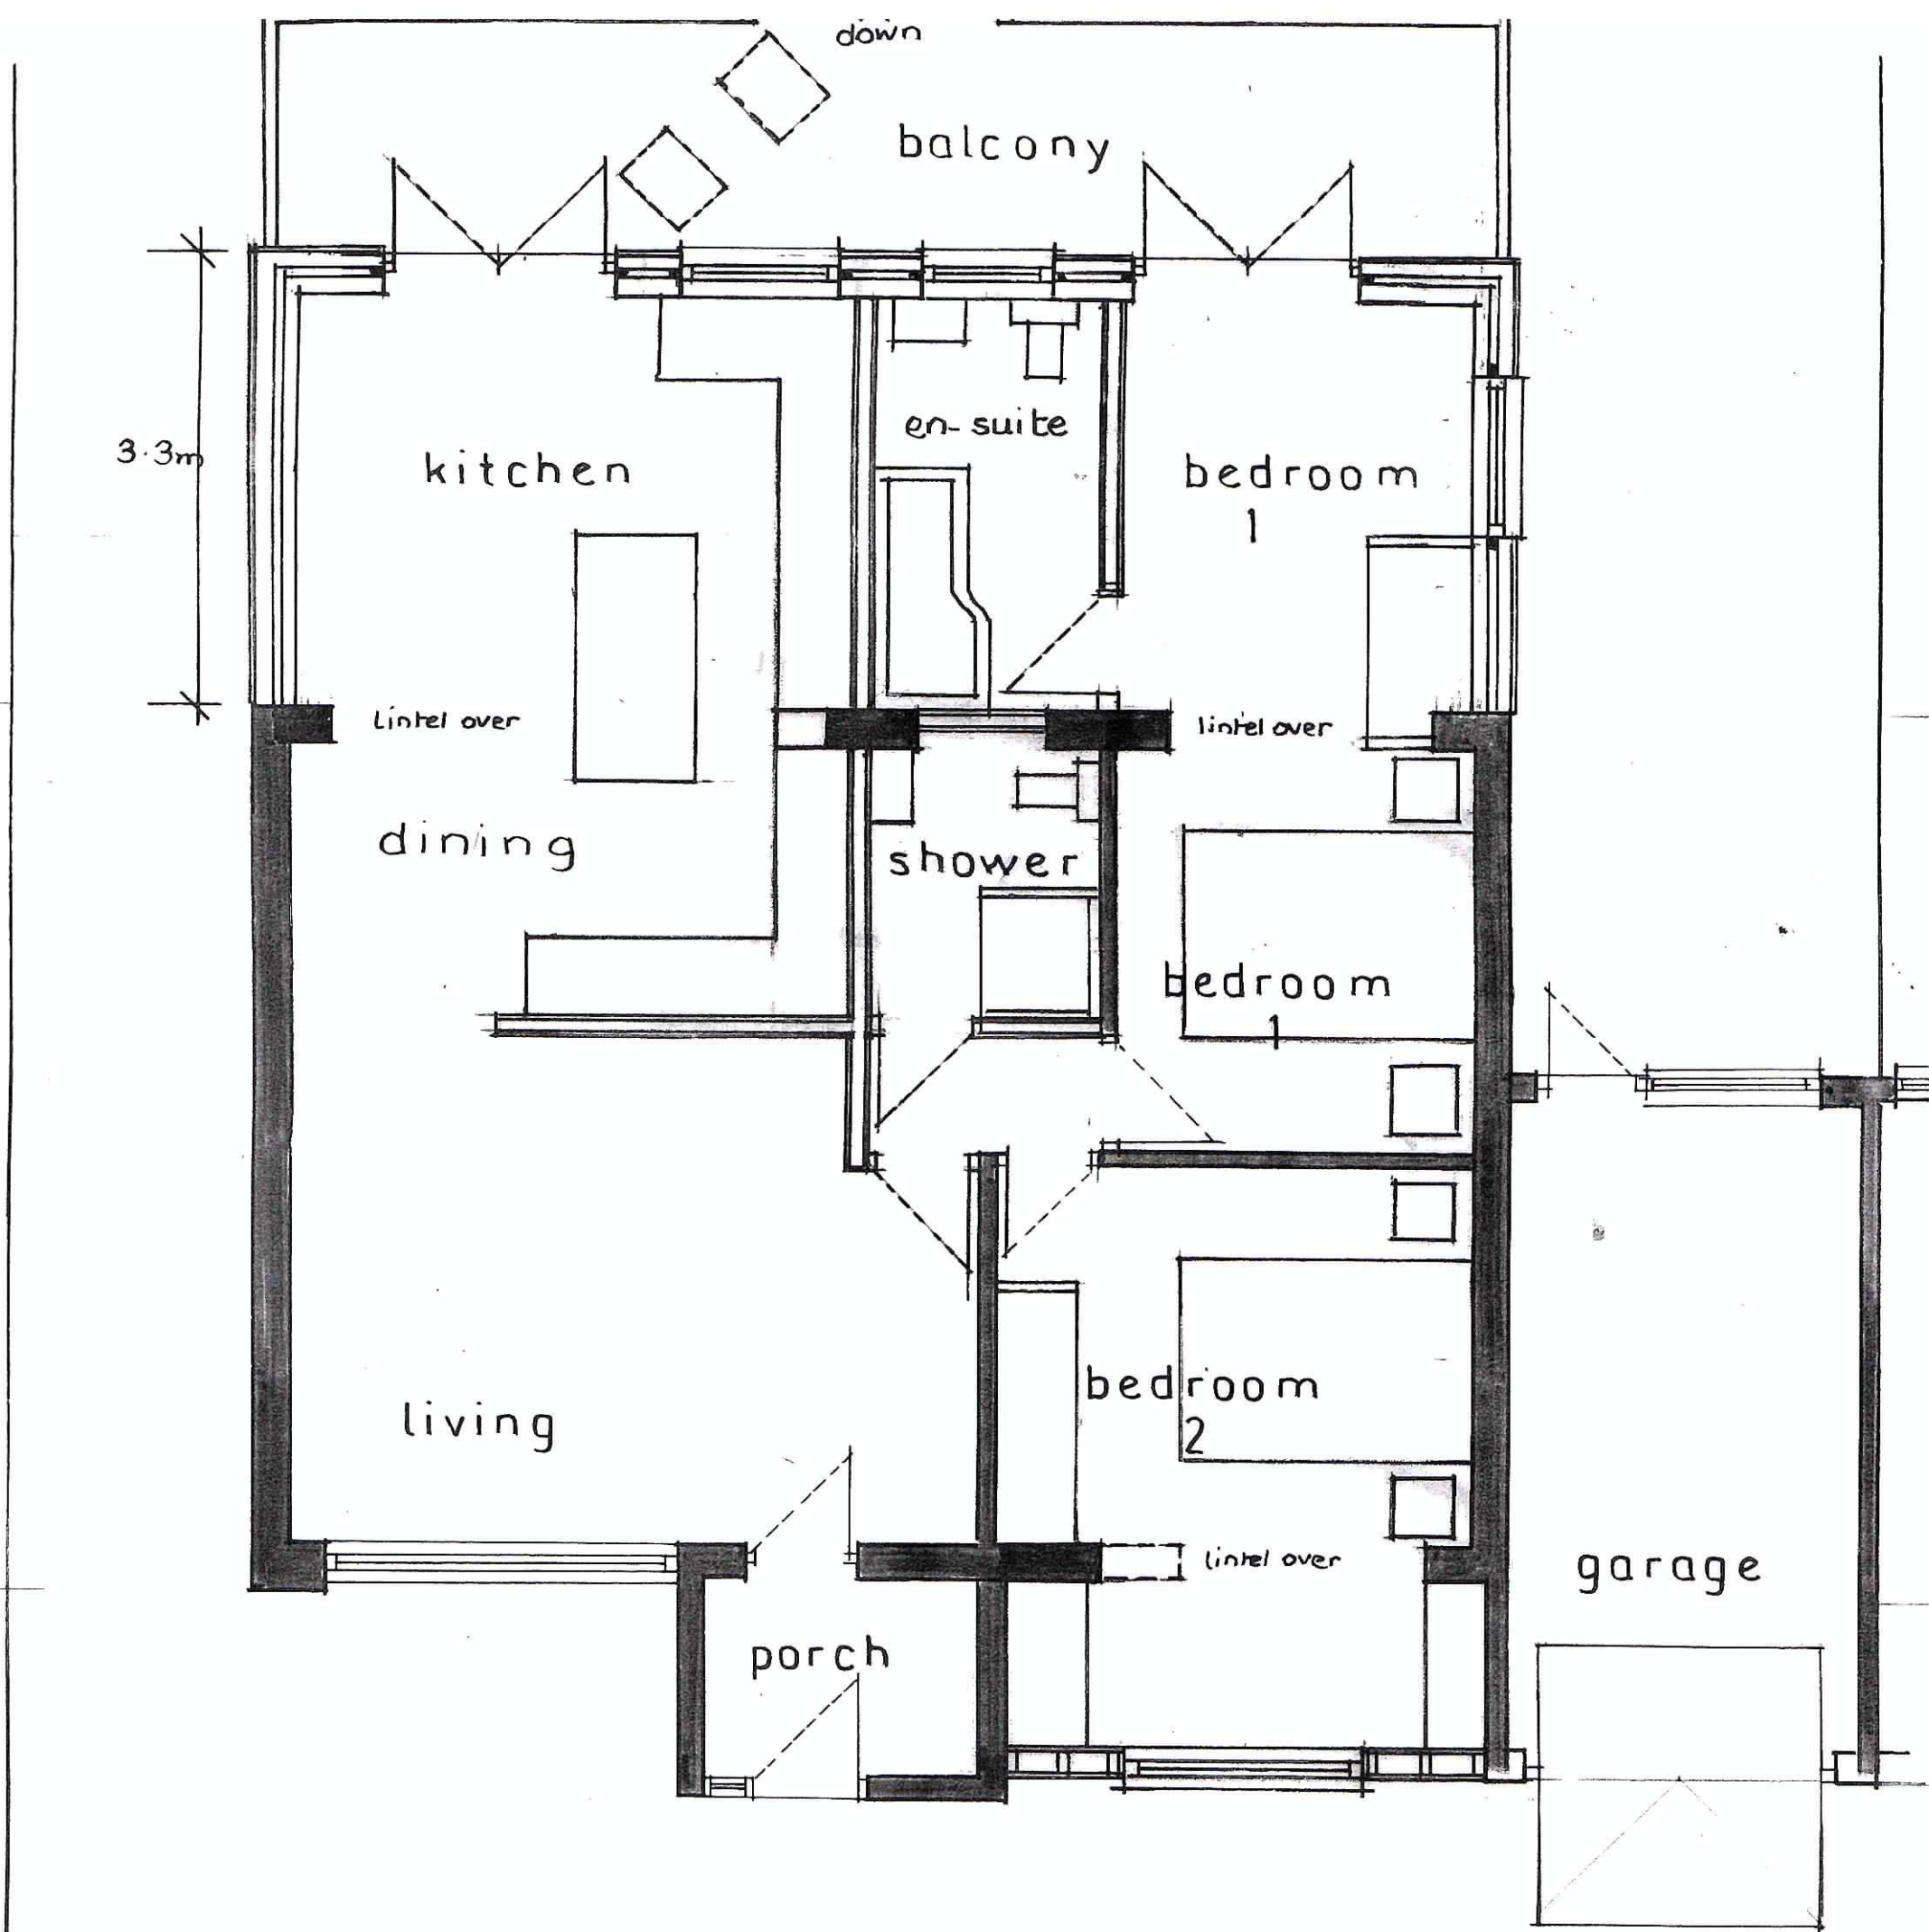 down
balcony
3.3m
kitchen
en-suite
bedroom
1
lintel over
lintel over
dining
shower
bedroom
1
living
bedroom
2
lintel over
garage
porch